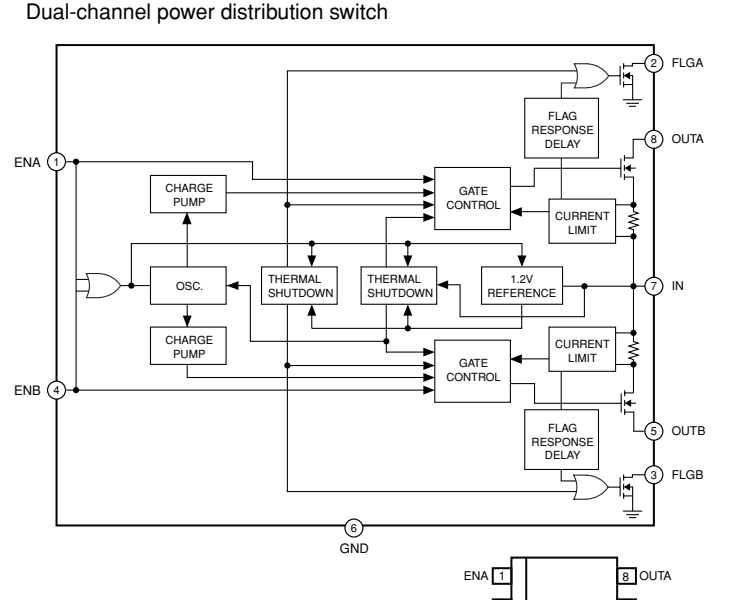 Dual-channel power distribution switch
2 FLGA
FLAG
RESPONSE
DELAY
8 OUTA
ENA 1
CHARGE
PUMP
GATE
CONTROL
CURRENT
LIMIT
OSC.
THERMAL
SHUTDOWN
THERMAL
SHUTDOWN
1.2V
REFERENCE
7 IN
CHARGE
PUMP
GATE
CONTROL
CURRENT
LIMIT
ENB 4
FLAG
RESPONSE
DELAY
5 OUTB
3 FLGB
6
GND
ENA 1
8 OUTA